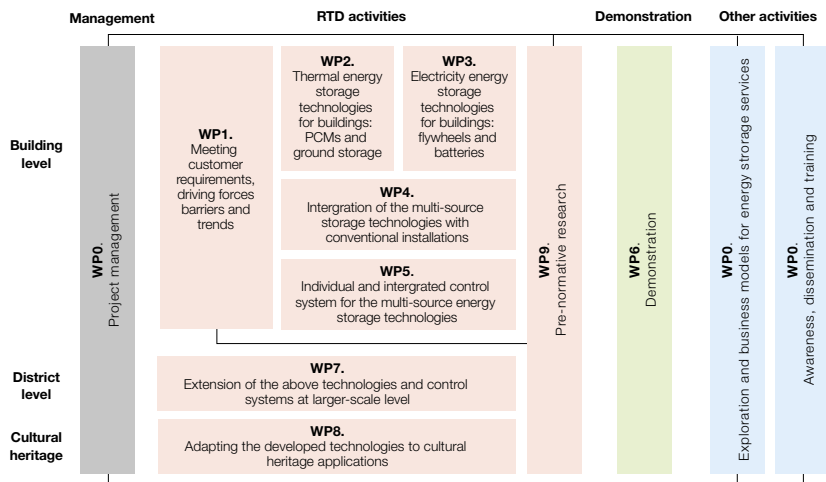 Management
RTD activities
Demonstration
Other activities
Building
level
District
level
Cultural
heritage
WP0.
Project management
WP1.
Meeting
customer
requirements,
driving forces
barriers and
trends
WP2.
Thermal energy
storage
technologies
for buildings:
PCMs and
ground storage
WP3.
Electricity energy
storage
technologies
for buildings:
flywheels and
batteries
WP4.
Intergration of the multi-source
storage technologies with
conventional installations
WP5.
Individual and intergrated control
system for the multi-source energy
storage technologies
WP7.
Extension of the above technologies and control
systems at larger-scale level
WP8.
Adapting the developed technologies to cultural
heritage applications
WP9.
Pre-normative research
WP6.
Demonstration
WP0.
Exploration and business models for energy strorage services
WP0.
Awareness, dissemination and training